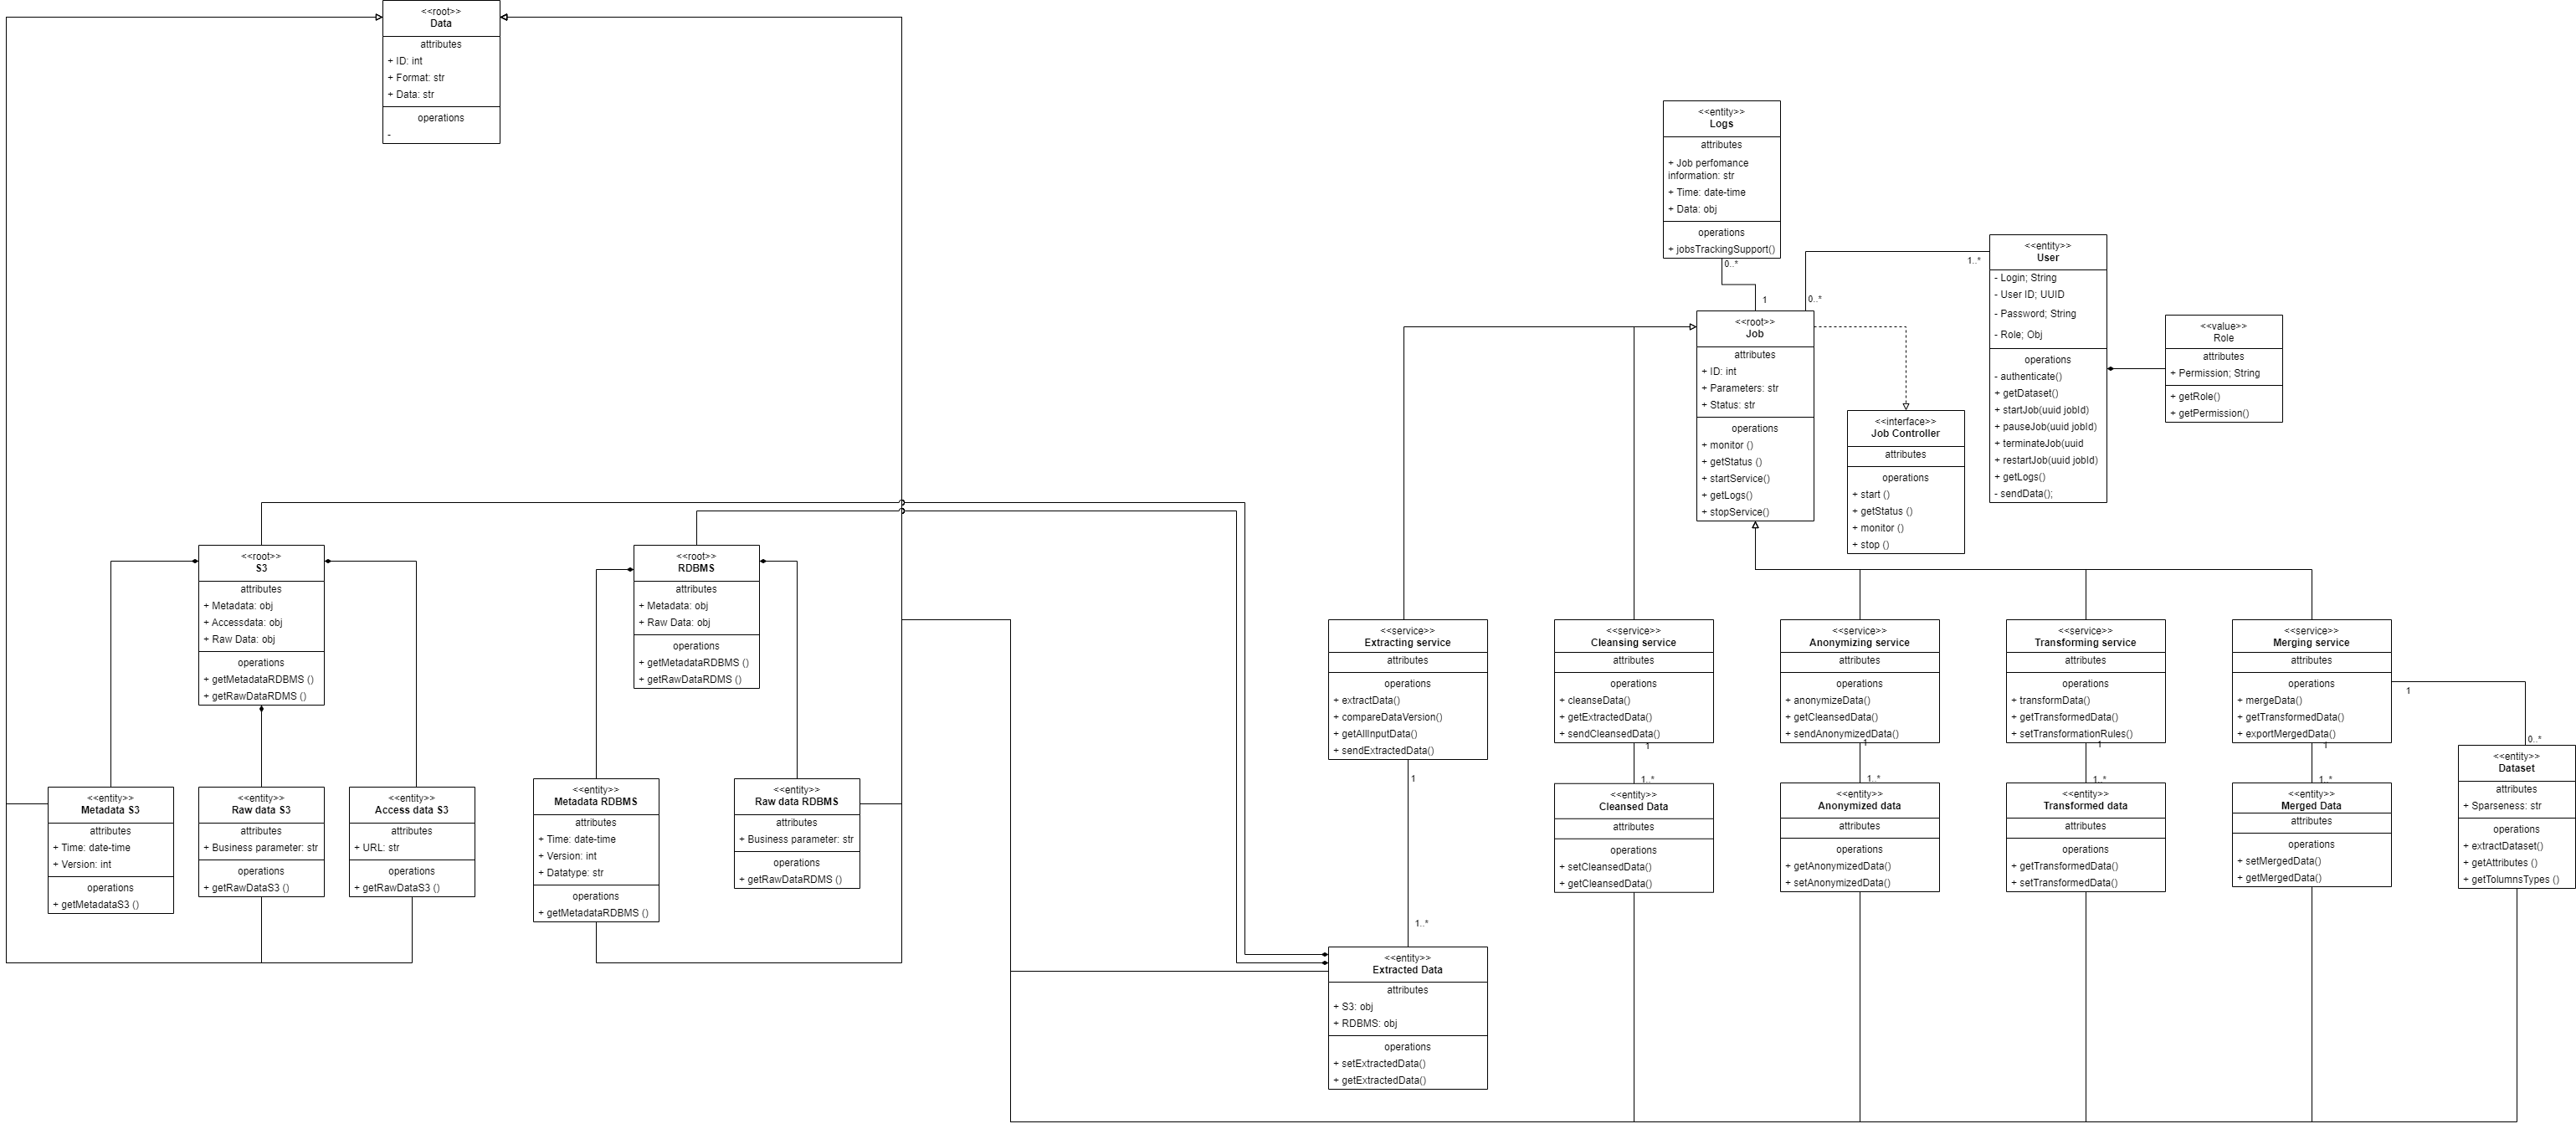 <<root>>
Data
attributes
+ ID: int
+ Format: str
+ Data: str
operations
-
<<entity>>
Logs
attributes
+ Job perfomance
information: str
+ Time: date-time
+ Data: obj
operations
+ jobsTrackingSupport()
0..*
1
0..*
1..*
<<entity>>
User
- Login; String
- User ID; UUID
- Password; String
- Role; Obj
operations
- authenticate()
+ getDataset()
+ startJob(uuid jobId)
+ pauseJob(uuid jobId)
+ terminateJob(uuid
+ restartJob(uuid jobId)
+ getLogs()
- sendData();
<<value>>
Role
attributes
+ Permission; String
+ getRole()
+ getPermission()
<<root>>
Job
attributes
+ ID: int
+ Parameters: str
+ Status: str
operations
+ monitor ()
+ getStatus ()
+ startService()
+ getLogs()
+ stopService()
<<interface>>
Job Controller
attributes
operations
+ start ()
+ getStatus ()
+ monitor ()
+ stop ()
<<root>>
S3
attributes
+ Metadata: obj
+ Accessdata: obj
+ Raw Data: obj
operations
+ getMetadataRDBMS ()
+ getRawDataRDMS ()
<<root>>
RDBMS
attributes
+ Metadata: obj
+ Raw Data: obj
operations
+ getMetadataRDBMS ()
+ getRawDataRDMS ()
<<service>>
Extracting service
attributes
operations
+ extractData()
+ compareDataVersion()
+ getAllInputData()
+ sendExtractedData()
1
1..*
<<service>>
Cleansing service
attributes
operations
+ cleanseData()
+ getExtractedData()
+ sendCleansedData()
1
1..*
<<service>>
Anonymizing service
attributes
operations
+ anonymizeData()
+ getCleansedData()
+ sendAnonymizedData()
1
1..*
<<service>>
Transforming service
attributes
operations
+ transformData()
+ getTransformedData()
+ setTransformationRules()
1
1..*
<<service>>
Merging service
attributes
operations
+ mergeData()
+ getTransformedData()
+ exportMergedData()
1
1..*
1
0..*
<<entity>>
Metadata S3
attributes
+ Time: date-time
+ Version: int
operations
+ getMetadataS3 ()
<<entity>>
Raw data S3
attributes
+ Business parameter: str
operations
+ getRawDataS3 ()
<<entity>>
Access data S3
attributes
+ URL: str
operations
+ getRawDataS3 ()
<<entity>>
Metadata RDBMS
attributes
+ Time: date-time
+ Version: int
+ Datatype: str
operations
+ getMetadataRDBMS ()
<<entity>>
Raw data RDBMS
attributes
+ Business parameter: str
operations
+ getRawDataRDMS ()
<<entity>>
Cleansed Data
attributes
operations
+ setCleansedData()
+ getCleansedData()
<<entity>>
Anonymized data
attributes
operations
+ getAnonymizedData()
+ setAnonymizedData()
<<entity>>
Transformed data
attributes
operations
+ getTransformedData()
+ setTransformedData()
<<entity>>
Merged Data
attributes
operations
+ setMergedData()
+ getMergedData()
<<entity>>
Dataset
attributes
+ Sparseness: str
operations
+ extractDataset()
+ getAttributes ()
+ getTolumnsTypes ()
<<entity>>
Extracted Data
attributes
+ S3: obj
+ RDBMS: obj
operations
+ setExtractedData()
+ getExtractedData()